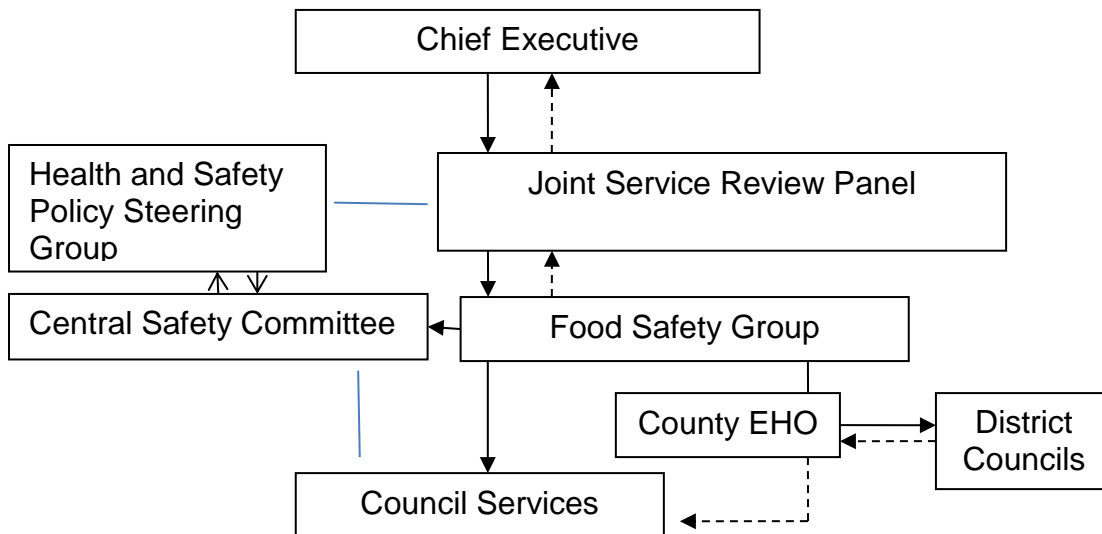 Chief Executive
Health and Safety
Policy Steering
Group
Joint Service Review Panel
Central Safety Committee
Food Safety Group
County EHO
District
Councils
Council Services